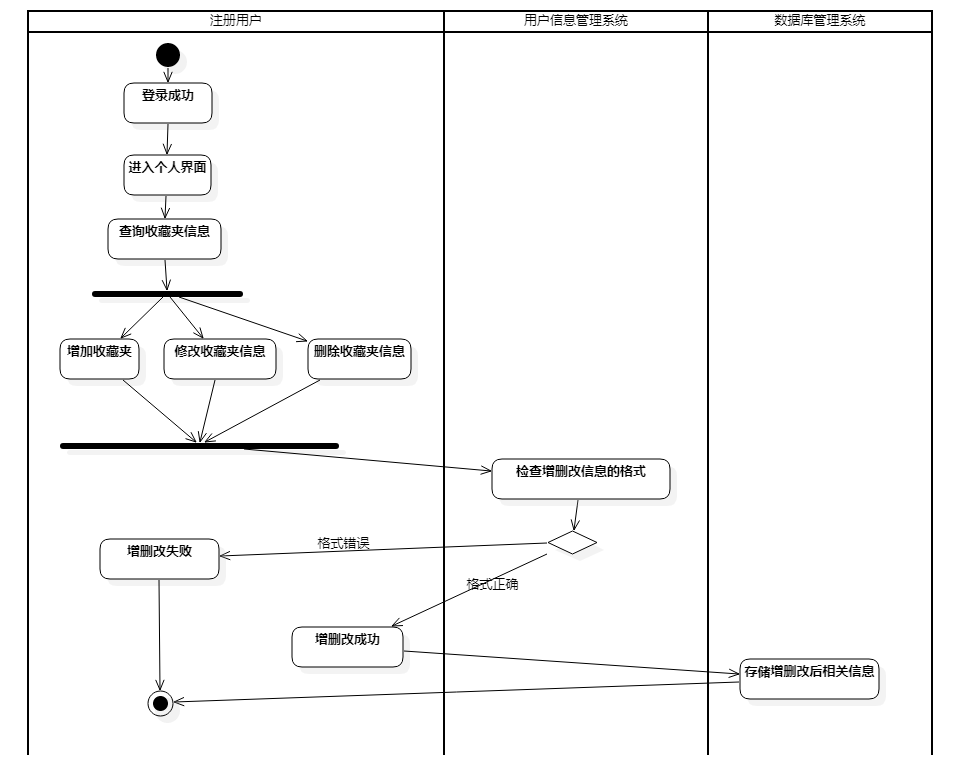 注册用户
用户信息管理系统
数据库管理系统
登录成功
进入个人界面
查询收藏夹信息
增加收藏夹
修改收藏夹信息
删除收藏夹信息
检查增删改信息的格式
格式错误
增删改失败
格式正确
增删改成功
存储增删改后相关信息